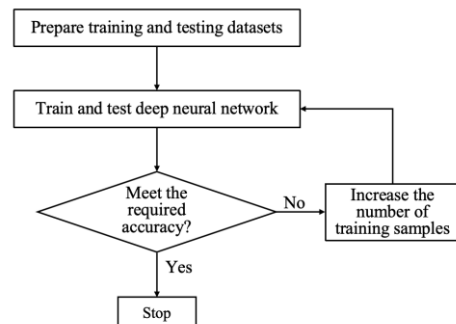 Prepare training and testing datasets
Train and test deep neural network
Meet the
required
accuracy?
No
Increase the
number of
training samples
Yes
Stop